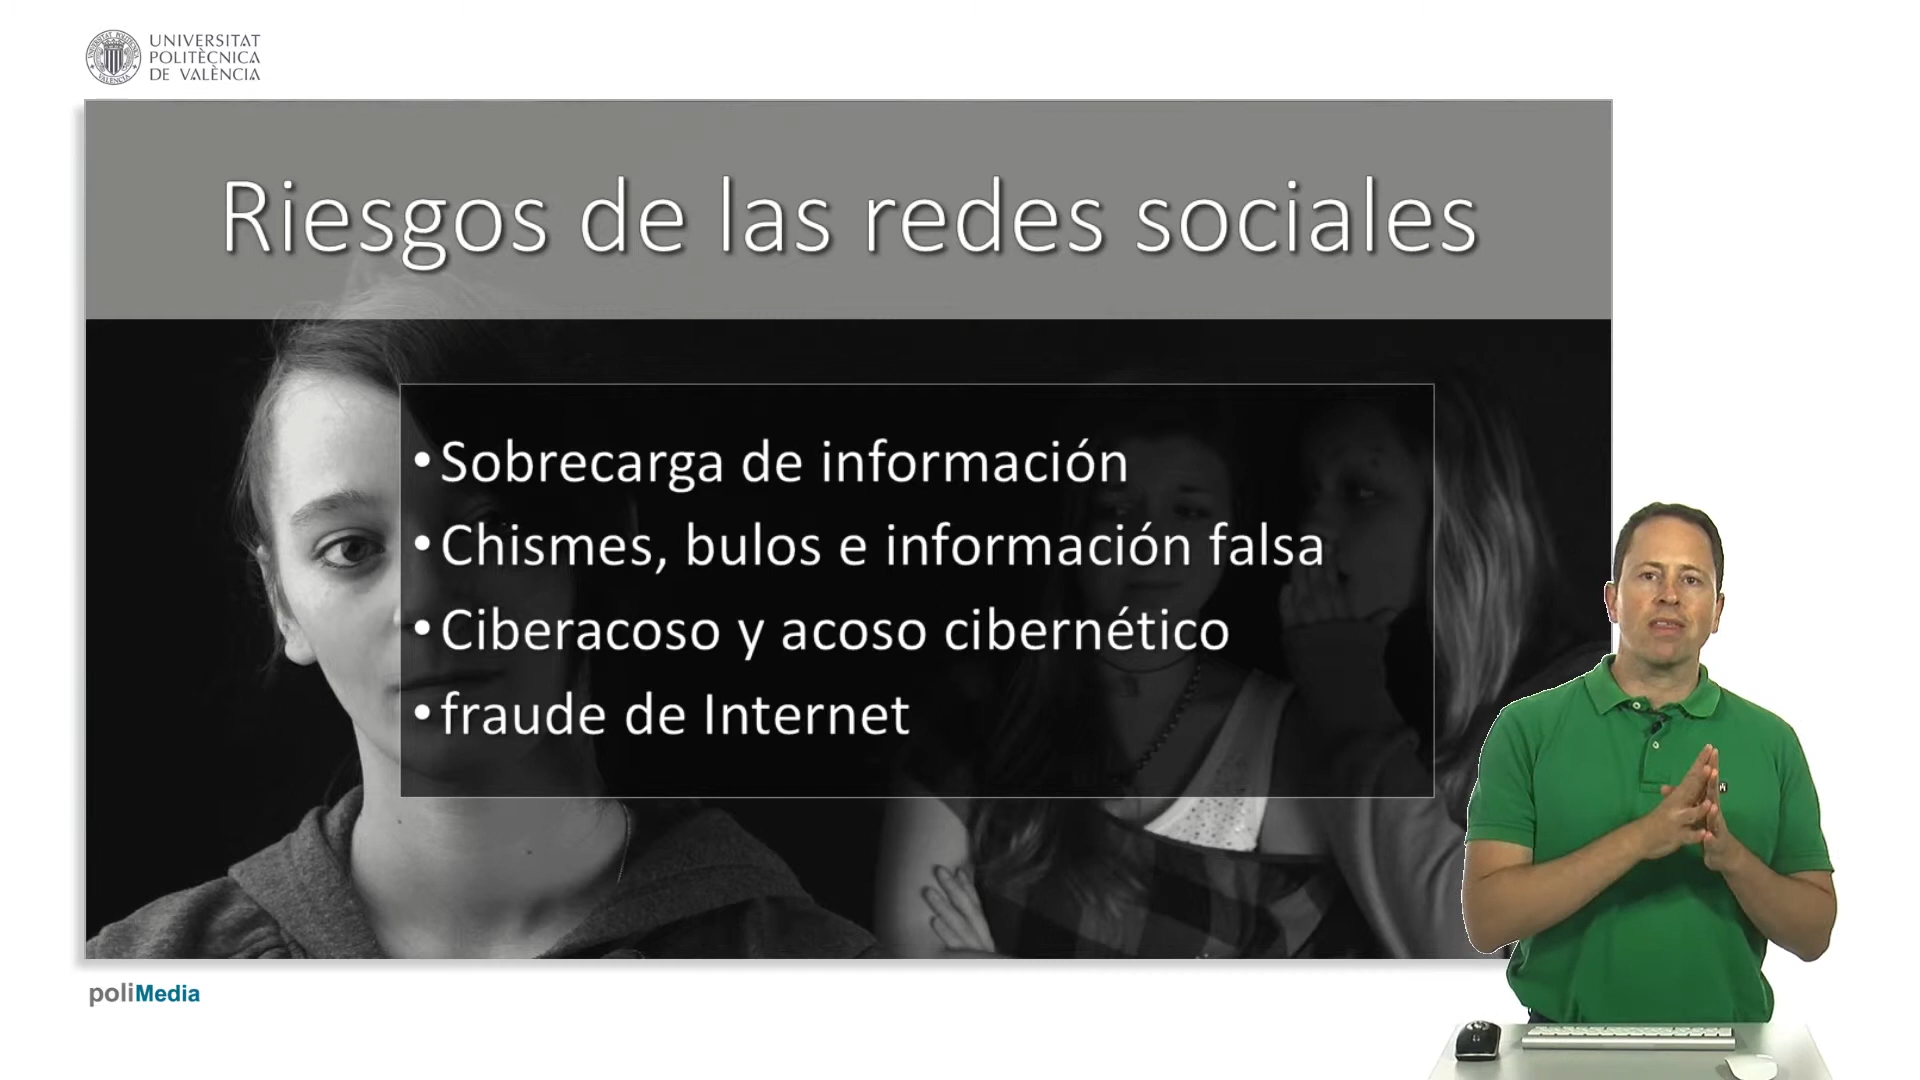 UNIVERSITAT
POLITÈCNICA
DE VALÈNCIA
Riesgos de las redes sociales
• Sobrecarga de información
• Chismes, bulos e información falsa
• Ciberacoso y acoso cibernético
• fraude de Internet
poliMedia